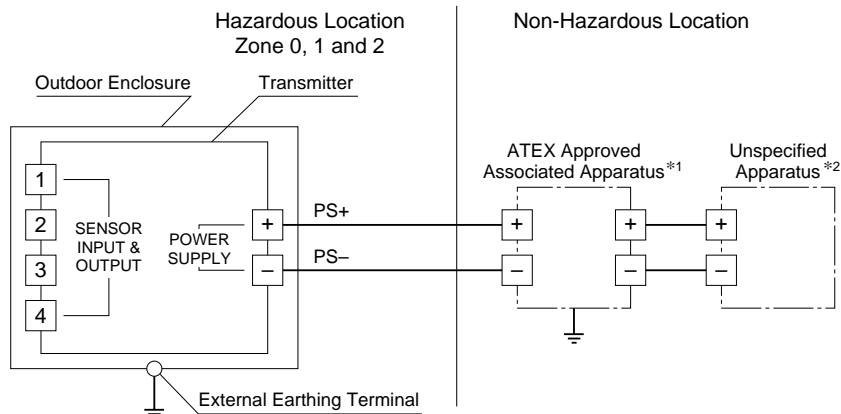 Hazardous Location
Zone 0, 1 and 2
Non-Hazardous Location
Outdoor Enclosure
Transmitter
ATEX Approved
Associated Apparatus*1
Unspecified
Apparatus*2
1
2
3
4
SENSOR
INPUT &
OUTPUT
POWER
SUPPLY
+
–
PS+
PS–
+
–
+
–
+
–
External Earthing Terminal